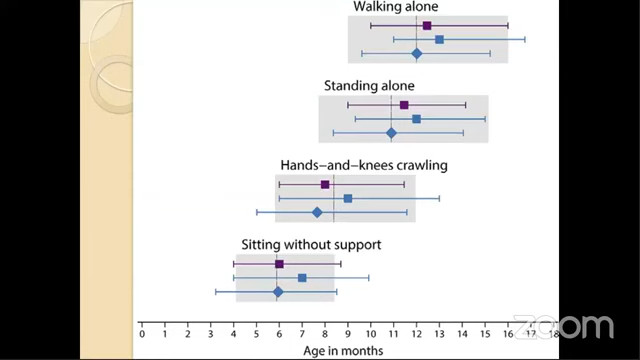 Walking alone
Standing alone
Hands–and–knees crawling
Sitting without support
0 1 2 3 4 5 6 7 8 9 10 11 12 13 14 15 16 17 18
Age in months
zoom